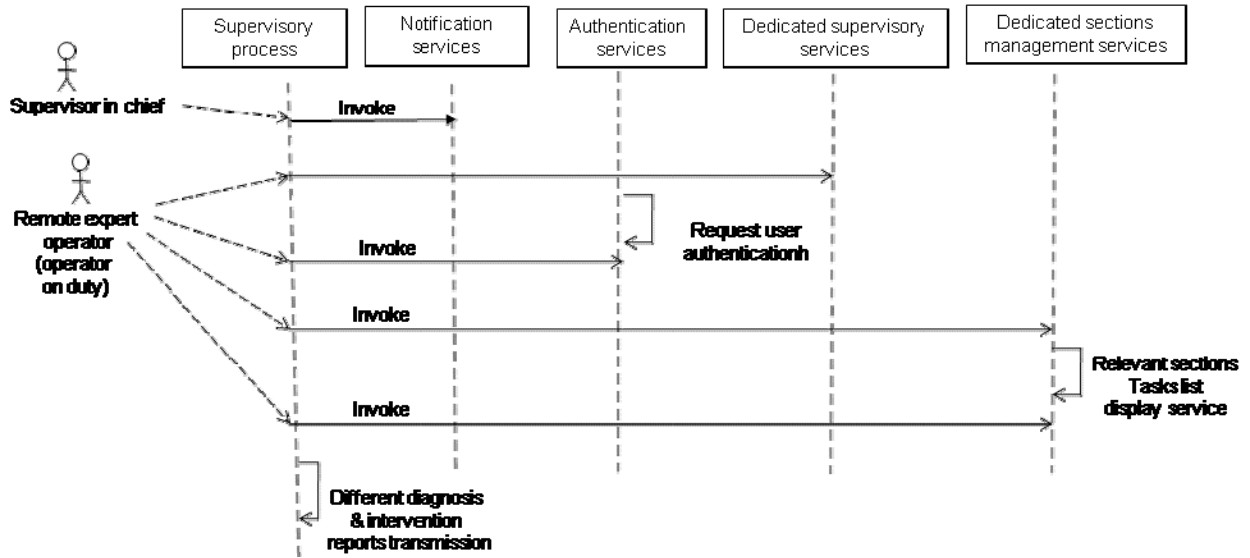 Supervisory
process
Notification
services
Authentication
services
Dedicated supervisory
services
Dedicated sections
management services
Supervisor in chief
Invoke
Remote expert
operator
(operator
on duty)
Request user
authenticationh
Invoke
Invoke
Relevant sections
Tasks list
display service
Invoke
Different diagnosis
& intervention
reports transmission